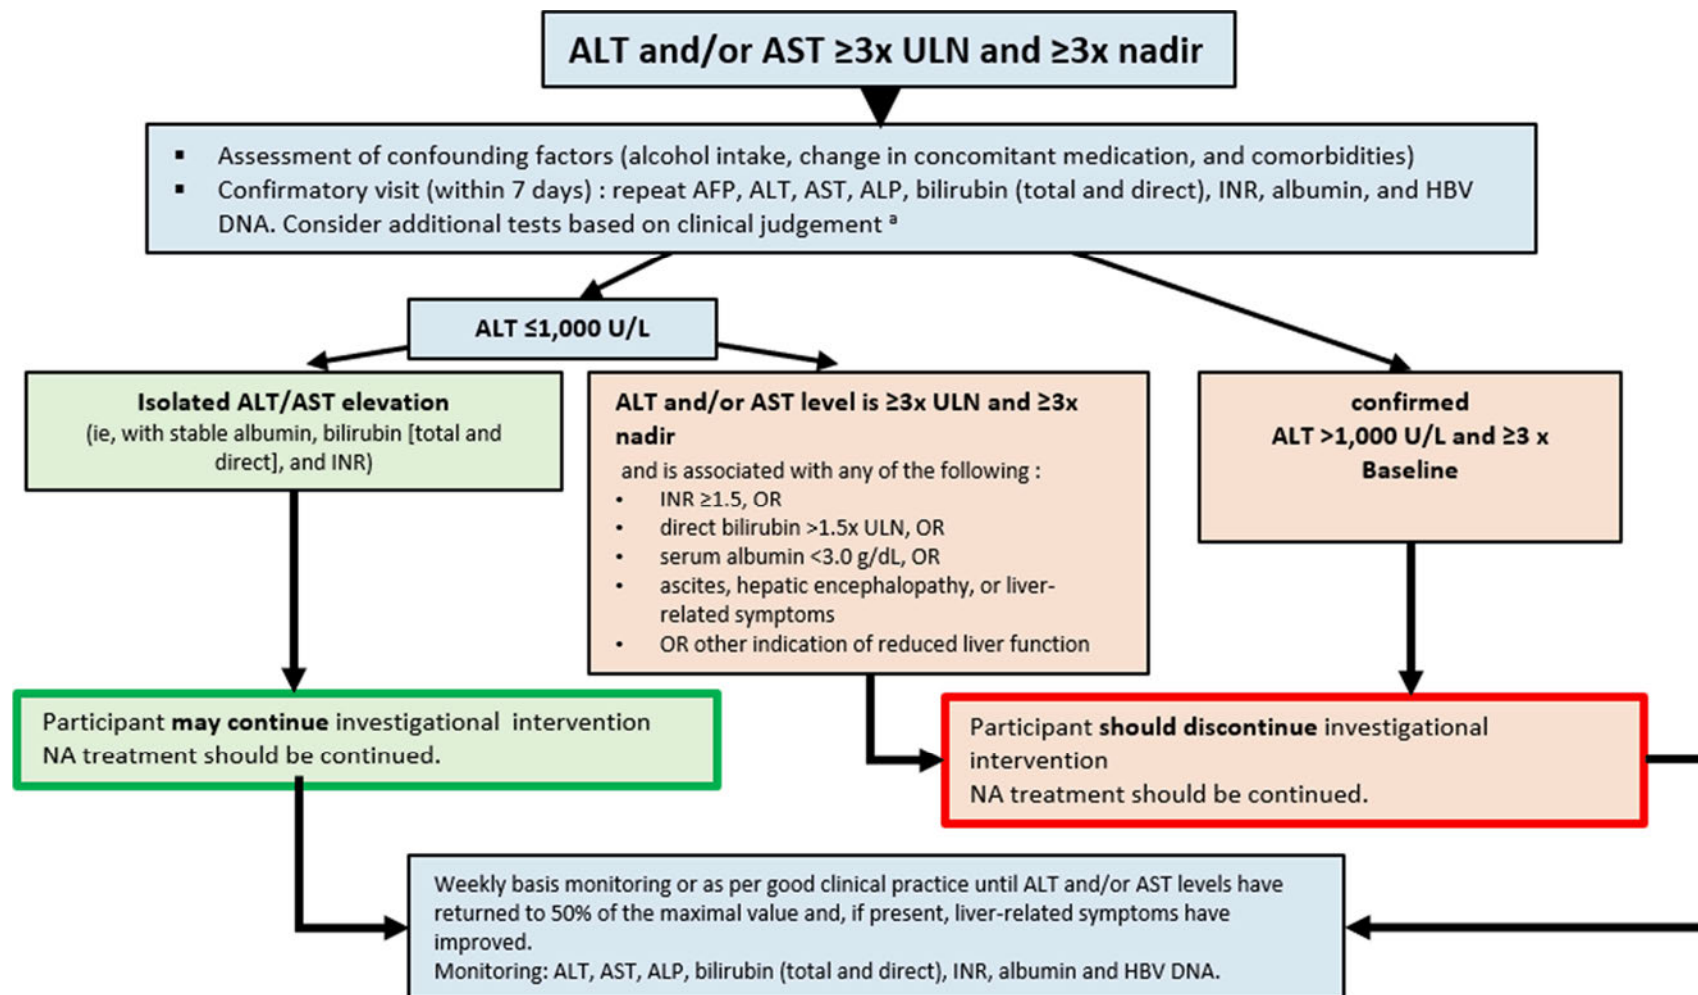 ALT and/or AST ≥3x ULN and ≥3x nadir
▪ Assessment of confounding factors (alcohol intake, change in concomitant medication, and comorbidities)
▪ Confirmatory visit (within 7 days) : repeat AFP, ALT, AST, ALP, bilirubin (total and direct), INR, albumin, and HBV
DNA. Consider additional tests based on clinical judgement ᵃ
ALT ≤1,000 U/L
Isolated ALT/AST elevation
(ie, with stable albumin, bilirubin [total and
direct], and INR)
ALT and/or AST level is ≥3x ULN and ≥3x
nadir
and is associated with any of the following :
• INR ≥1.5, OR
• direct bilirubin >1.5x ULN, OR
• serum albumin <3.0 g/dL, OR
• ascites, hepatic encephalopathy, or liver-
related symptoms
• OR other indication of reduced liver function
confirmed
ALT >1,000 U/L and ≥3 x
Baseline
Participant may continue investigational intervention
NA treatment should be continued.
Participant should discontinue investigational
intervention
NA treatment should be continued.
Weekly basis monitoring or as per good clinical practice until ALT and/or AST levels have
returned to 50% of the maximal value and, if present, liver-related symptoms have
improved.
Monitoring: ALT, AST, ALP, bilirubin (total and direct), INR, albumin and HBV DNA.